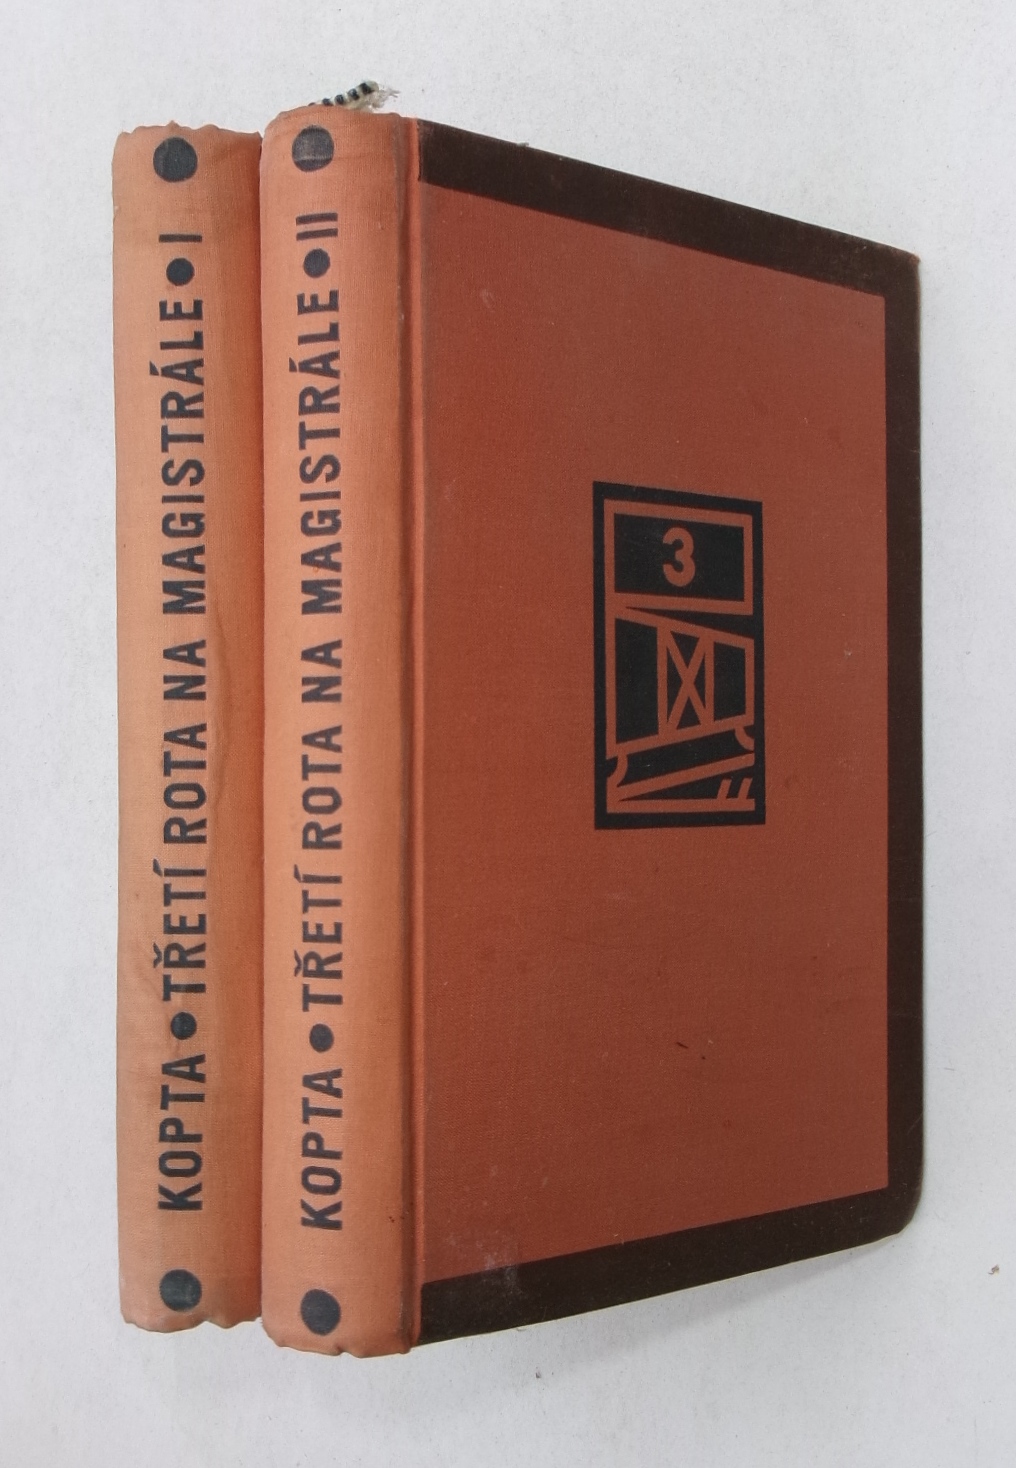 KOPTA • TŘETÍ ROTA NA MAGISTRÁLE • I
KOPTA • TŘETÍ ROTA NA MAGISTRÁLE • II
3